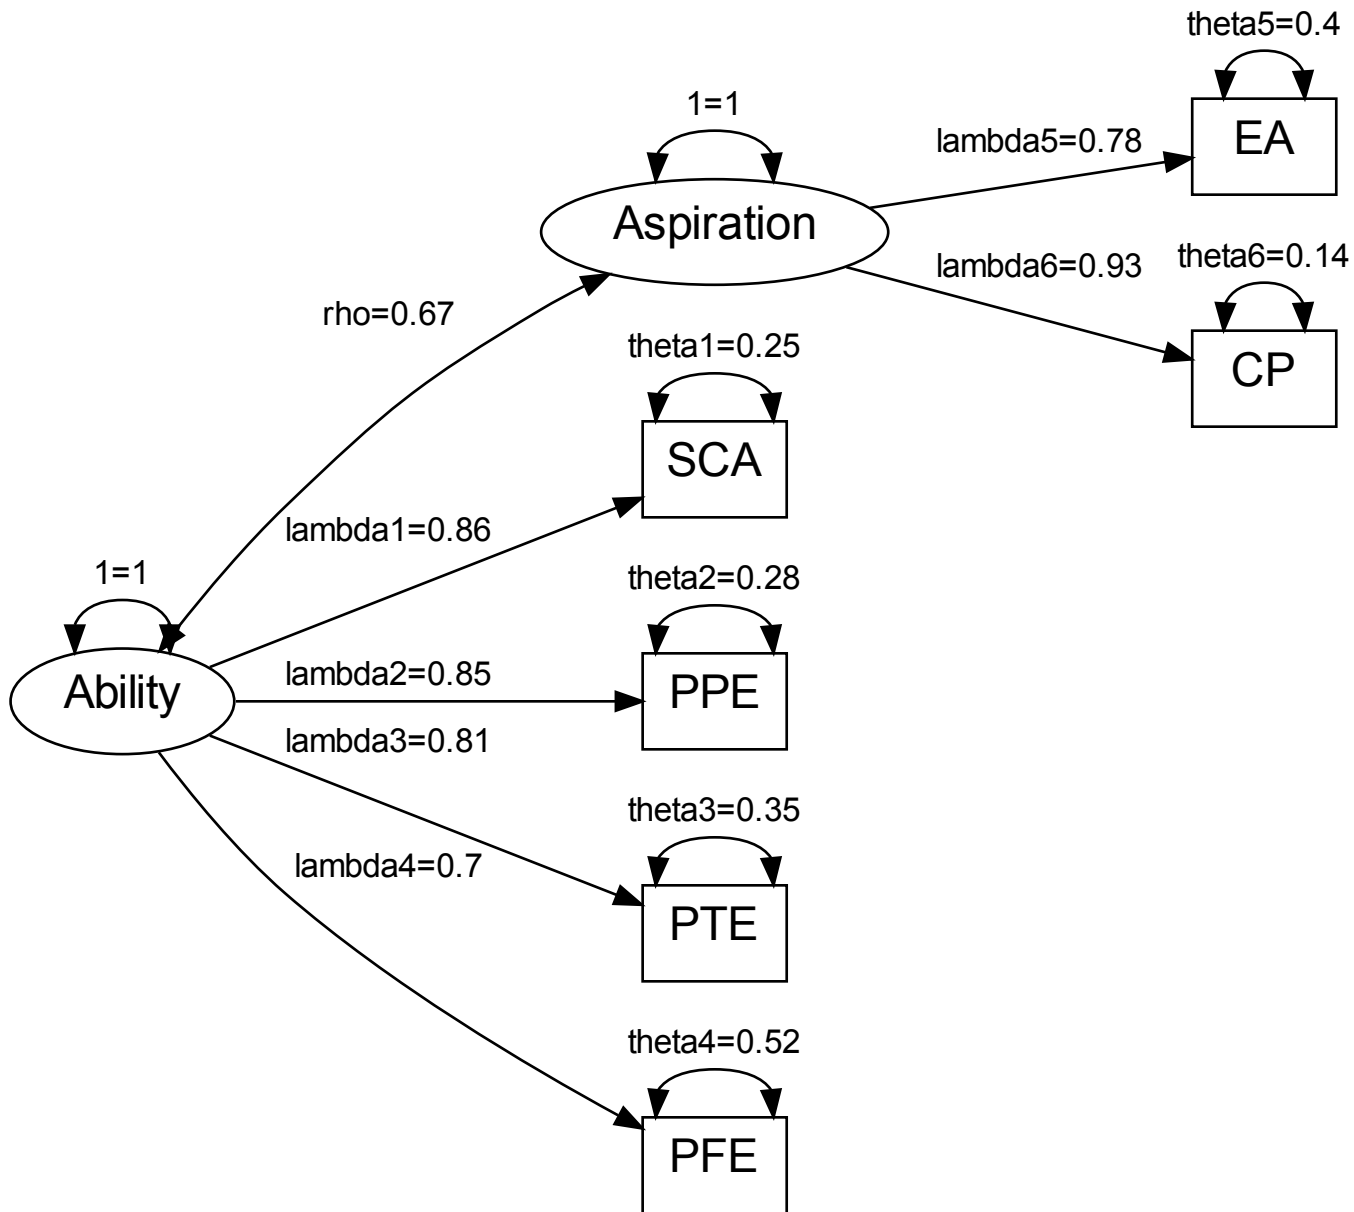 theta5=0.4
EA
1=1
lambda5=0.78
Aspiration
lambda6=0.93
theta6=0.14
CP
rho=0.67
theta1=0.25
SCA
lambda1=0.86
1=1
theta2=0.28
Ability
lambda2=0.85
PPE
lambda3=0.81
theta3=0.35
PTE
lambda4=0.7
theta4=0.52
PFE